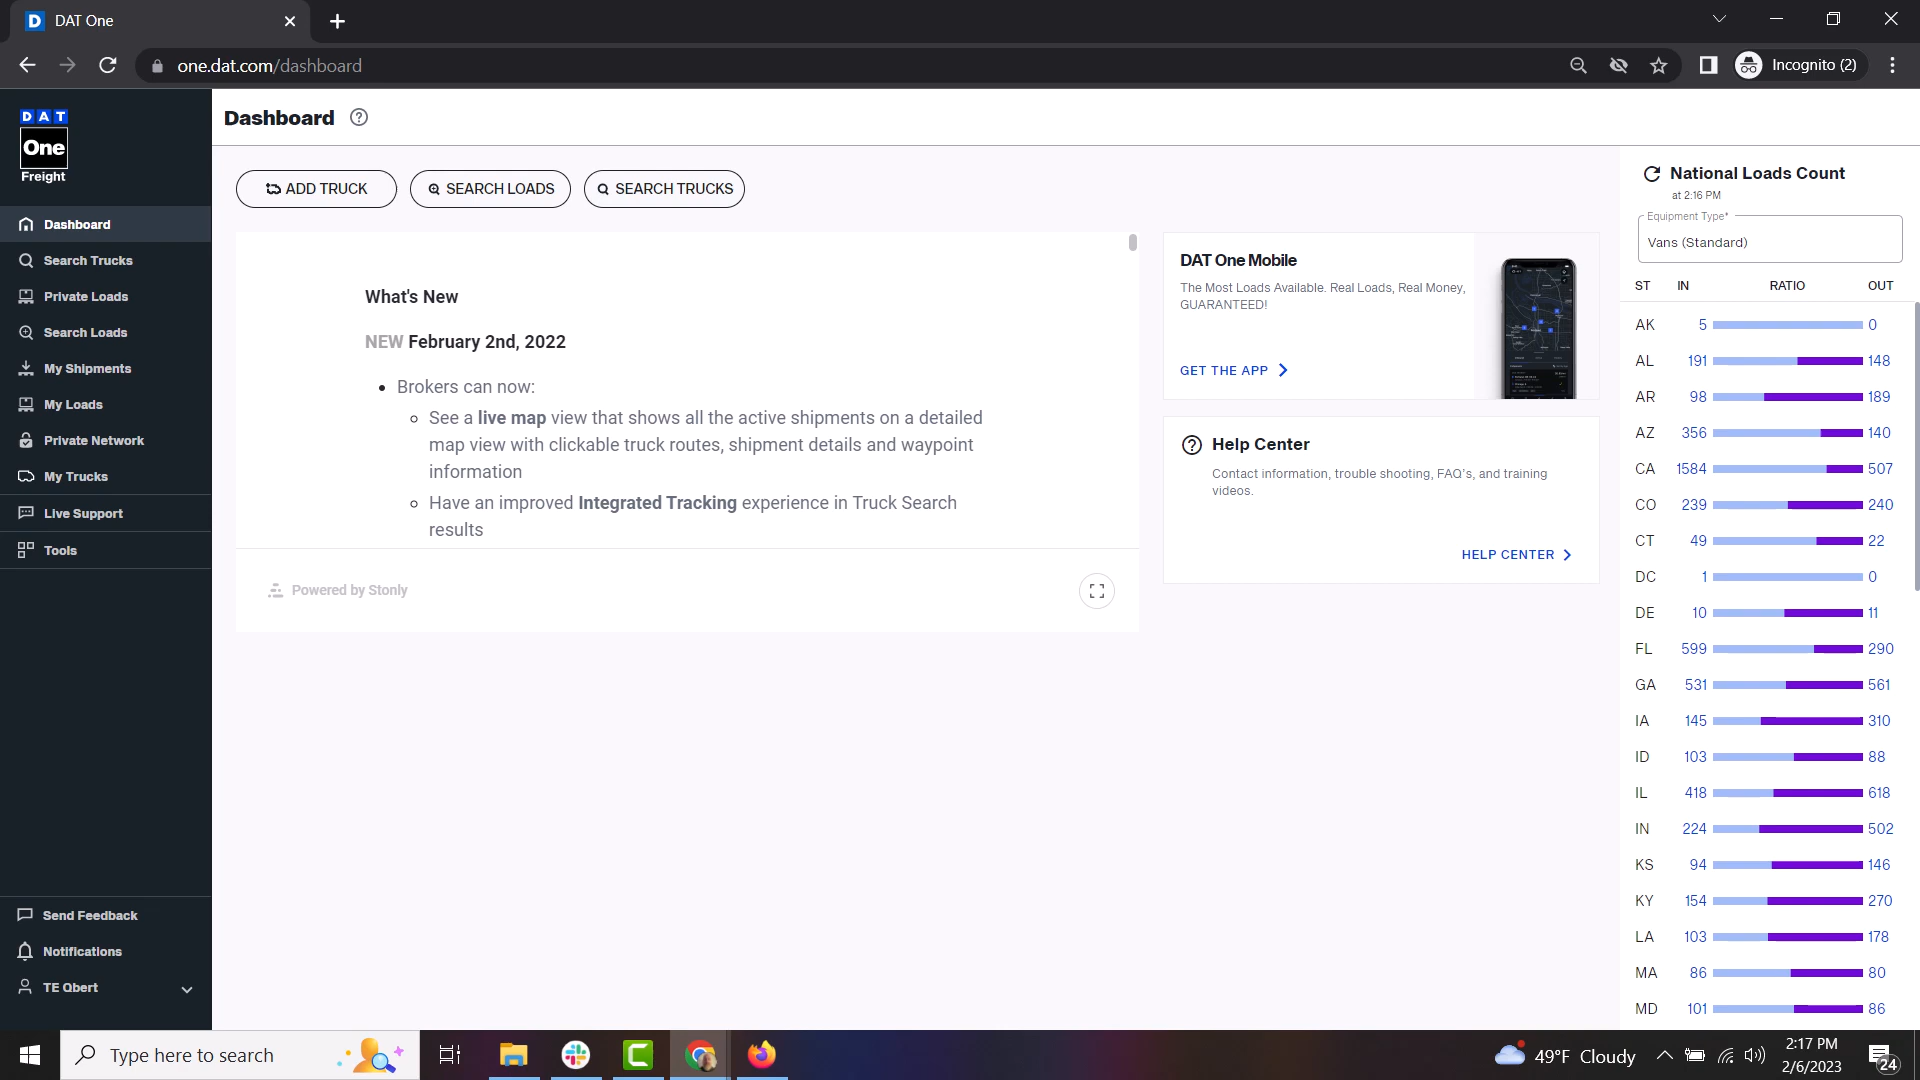 DAT One
one.dat.com/dashboard
Incognito (2)
DAT
One
Freight
Dashboard
Search Trucks
Private Loads
Search Loads
My Shipments
My Loads
Private Network
My Trucks
Live Support
Tools
Send Feedback
Notifications
TE Qbert
Dashboard
ADD TRUCK
SEARCH LOADS
SEARCH TRUCKS
What's New
NEW February 2nd, 2022
Brokers can now:
See a live map view that shows all the active shipments on a detailed
map view with clickable truck routes, shipment details and waypoint
information
Have an improved Integrated Tracking experience in Truck Search
results
Powered by Stonly
DAT One Mobile
The Most Loads Available. Real Loads, Real Money,
GUARANTEED!
GET THE APP
Help Center
Contact information, trouble shooting, FAQ's, and training
videos.
HELP CENTER
National Loads Count
at 2:16 PM
Equipment Type*
Vans (Standard)
ST IN RATIO OUT
AK 5 0
AL 191 148
AR 98 189
AZ 356 140
CA 1584 507
CO 239 240
CT 49 22
DC 1 0
DE 10 11
FL 599 290
GA 531 561
IA 145 310
ID 103 88
IL 418 618
IN 224 502
KS 94 146
KY 154 270
LA 103 178
MA 86 80
MD 101 86
Type here to search
49°F Cloudy
2:17 PM
2/6/2023
24